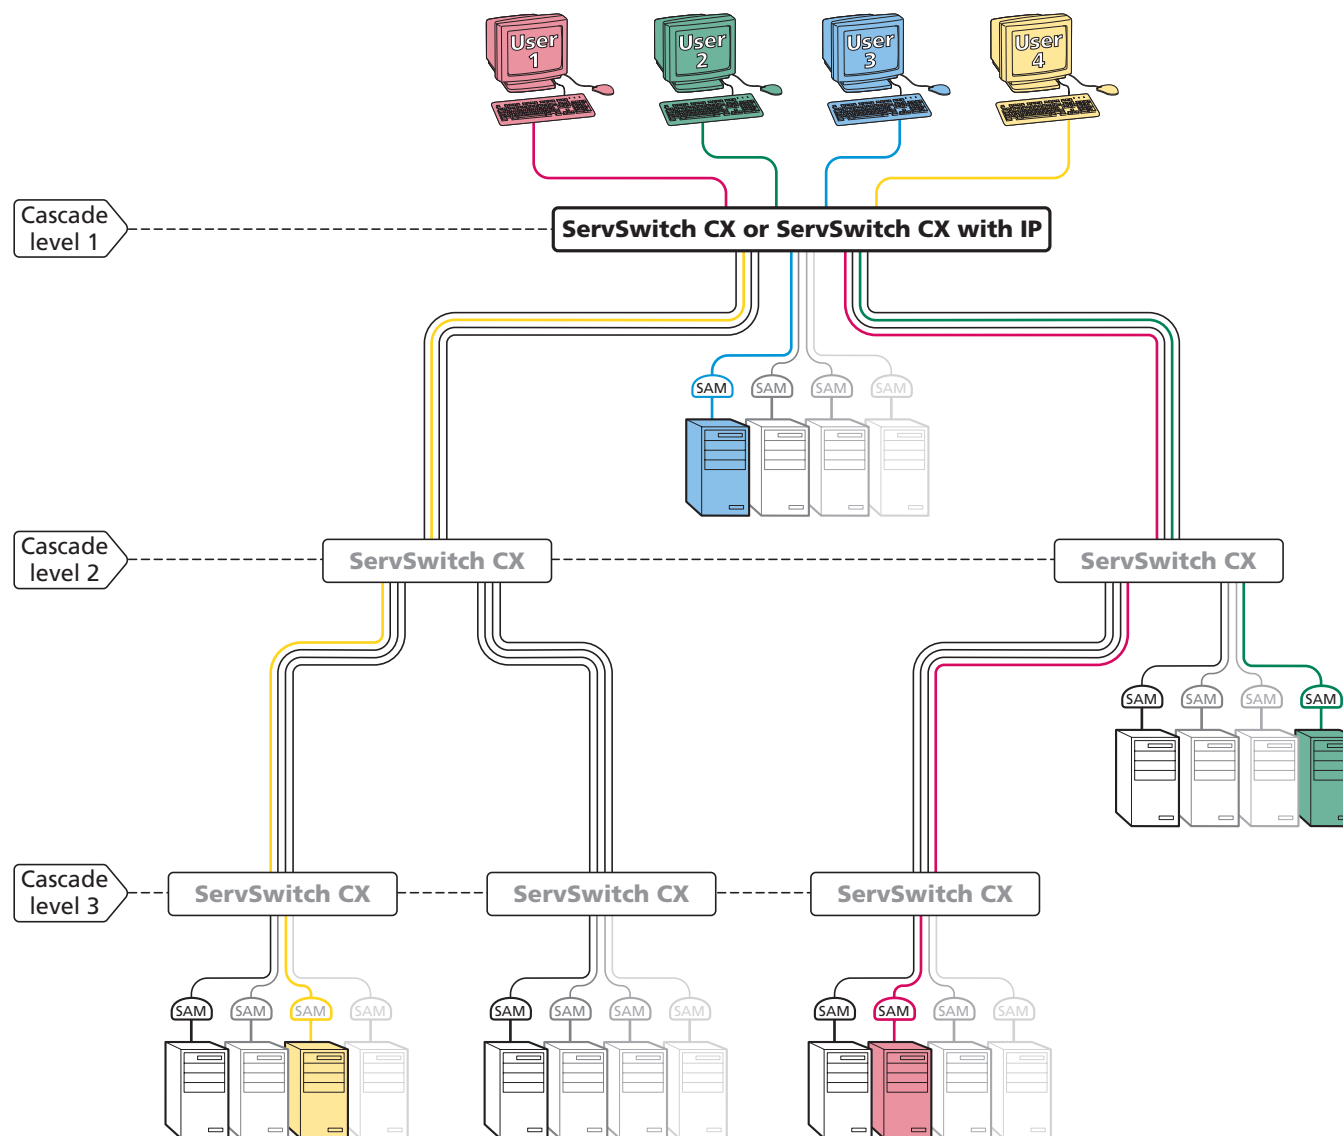 User
1
User
2
User
3
User
4
Cascade
level 1
ServSwitch CX or ServSwitch CX with IP
SAM
SAM
SAM
SAM
Cascade
level 2
ServSwitch CX
ServSwitch CX
SAM
SAM
SAM
SAM
Cascade
level 3
ServSwitch CX
ServSwitch CX
ServSwitch CX
SAM
SAM
SAM
SAM
SAM
SAM
SAM
SAM
SAM
SAM
SAM
SAM